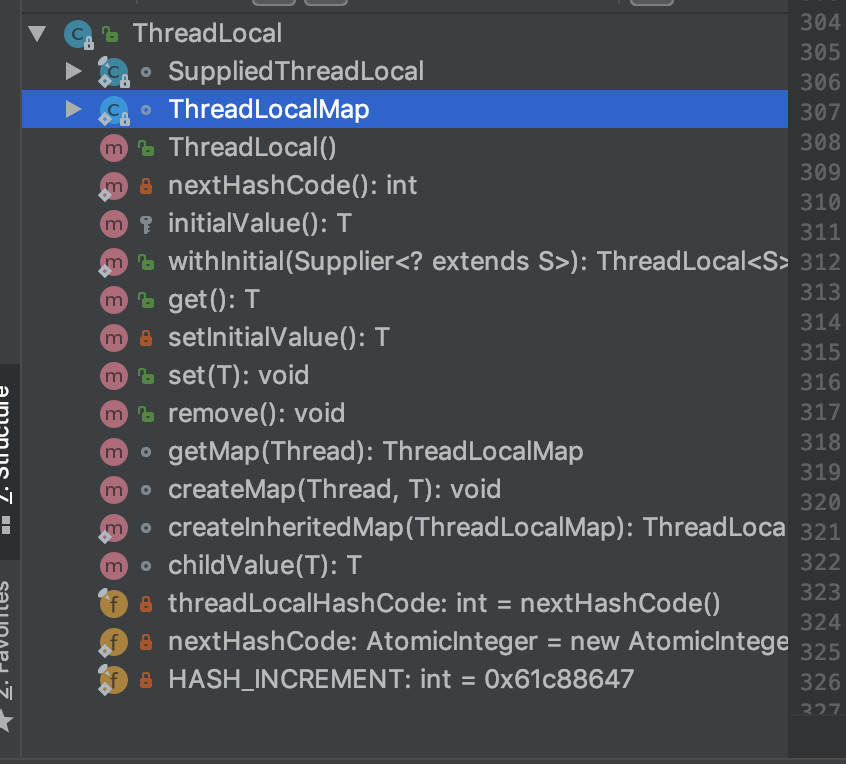 304
ThreadLocal
305
SuppliedThreadLocal
306
ThreadLocalMap
307
308
ThreadLocal()
309
nextHashCode(): int
310
initialValue(): T
311
withInitial(Supplier<? extends S>): ThreadLocal<S>
312
get(): T
313
setInitialValue(): T
314
315
set(T): void
316
remove(): void
317
getMap(Thread): ThreadLocalMap
318
319
createMap(Thread, T): void
320
createInheritedMap(ThreadLocalMap): ThreadLoca
321
childValue(T): T
322
threadLocalHashCode: int = nextHashCode()
323
nextHashCode: AtomicInteger = new AtomicIntege
324
325
HASH_INCREMENT: int = 0x61c88647
326
327
7: Structure
2: Favorites